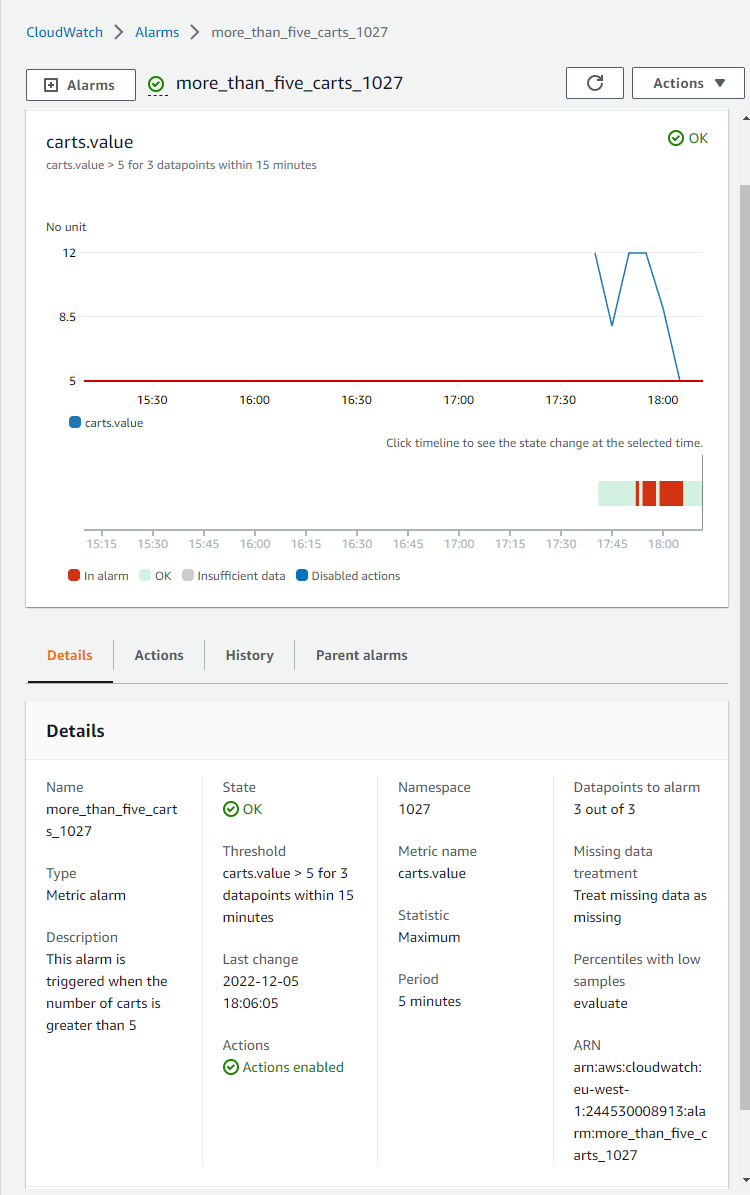 CloudWatch > Alarms > more_than_five_carts_1027
Alarms more_than_five_carts_1027 Actions
carts.value OK
carts.value > 5 for 3 datapoints within 15 minutes
No unit
12
8.5
5
15:30 16:00 16:30 17:00 17:30 18:00
carts.value
Click timeline to see the state change at the selected time.
15:15 15:30 15:45 16:00 16:15 16:30 16:45 17:00 17:15 17:30 17:45 18:00
In alarm OK Insufficient data Disabled actions
Details Actions History Parent alarms
Details
Name
more_than_five_cart
s_1027
Type
Metric alarm
Description
This alarm is
triggered when the
number of carts is
greater than 5
State
OK
Threshold
carts.value > 5 for 3
datapoints within 15
minutes
Last change
2022-12-05
18:06:05
Actions
Actions enabled
Namespace
1027
Metric name
carts.value
Statistic
Maximum
Period
5 minutes
Datapoints to alarm
3 out of 3
Missing data
treatment
Treat missing data as
missing
Percentiles with low
samples
evaluate
ARN
arn:aws:cloudwatch:
eu-west-
1:244530008913:ala
rm:more_than_five_c
arts_1027